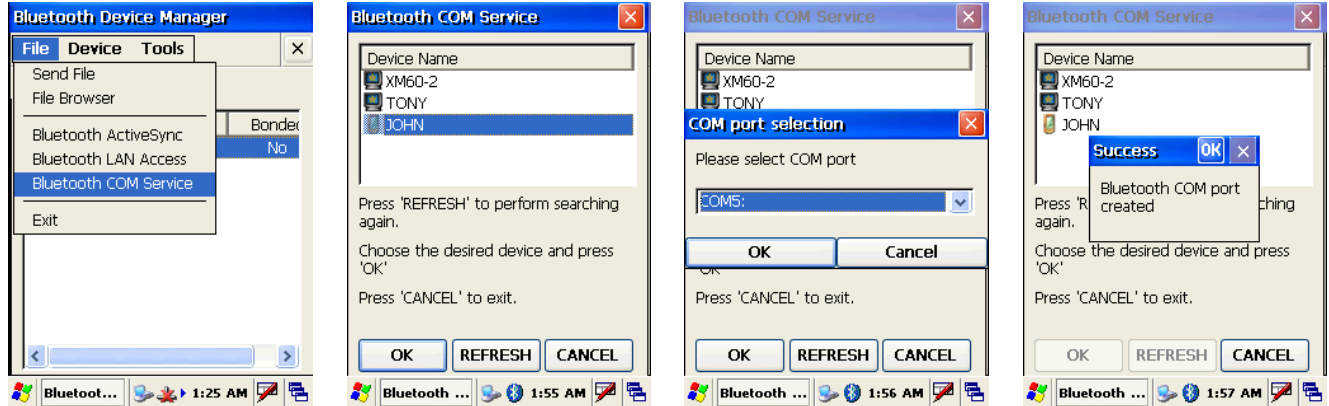 Bluetooth Device Manager
File Device Tools
Send File
File Browser
Bluetooth ActiveSync
Bluetooth LAN Access
Bluetooth COM Service
Exit
Bonded
No
Bluetoot... 1:25 AM
Bluetooth COM Service
Device Name
XM60-2
TONY
JOHN
Press 'REFRESH' to perform searching
again.
Choose the desired device and press
'OK'
Press 'CANCEL' to exit.
OK REFRESH CANCEL
Bluetooth ... 1:55 AM
Bluetooth COM Service
Device Name
XM60-2
TONY
COM port selection
Please select COM port
COM5:
OK Cancel
Press 'CANCEL' to exit.
OK REFRESH CANCEL
Bluetooth ... 1:56 AM
Bluetooth COM Service
Device Name
XM60-2
TONY
JOHN
Success OK
Bluetooth COM port
created
Press 'R ching
again.
Choose the desired device and press
'OK'
Press 'CANCEL' to exit.
OK REFRESH CANCEL
Bluetooth ... 1:57 AM